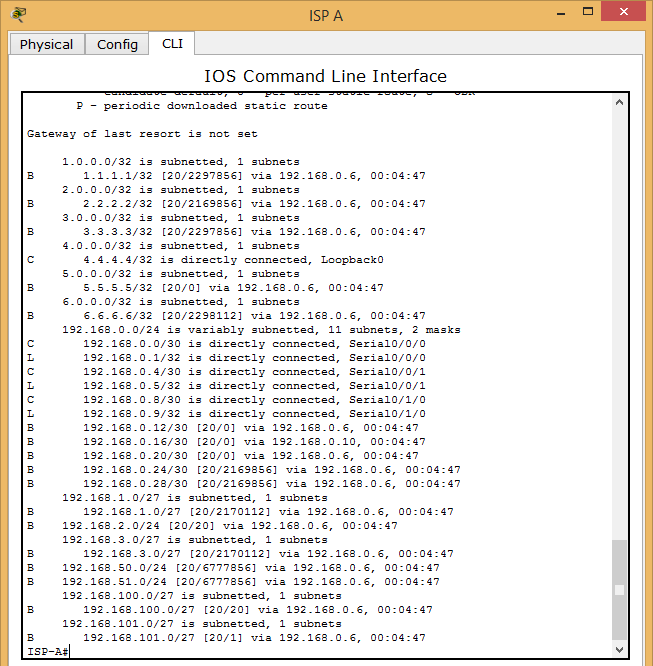 ISP A
Physical Config CLI
IOS Command Line Interface
P - periodic downloaded static route
Gateway of last resort is not set
1.0.0.0/32 is subnetted, 1 subnets
B 1.1.1.1/32 [20/2297856] via 192.168.0.6, 00:04:47
2.0.0.0/32 is subnetted, 1 subnets
B 2.2.2.2/32 [20/2169856] via 192.168.0.6, 00:04:47
3.0.0.0/32 is subnetted, 1 subnets
B 3.3.3.3/32 [20/2297856] via 192.168.0.6, 00:04:47
4.0.0.0/32 is subnetted, 1 subnets
C 4.4.4.4/32 is directly connected, Loopback0
5.0.0.0/32 is subnetted, 1 subnets
B 5.5.5.5/32 [20/0] via 192.168.0.6, 00:04:47
6.0.0.0/32 is subnetted, 1 subnets
B 6.6.6.6/32 [20/2298112] via 192.168.0.6, 00:04:47
192.168.0.0/24 is variably subnetted, 11 subnets, 2 masks
C 192.168.0.0/30 is directly connected, Serial0/0/0
L 192.168.0.1/32 is directly connected, Serial0/0/0
C 192.168.0.4/30 is directly connected, Serial0/0/1
L 192.168.0.5/32 is directly connected, Serial0/0/1
C 192.168.0.8/30 is directly connected, Serial0/1/0
L 192.168.0.9/32 is directly connected, Serial0/1/0
B 192.168.0.12/30 [20/0] via 192.168.0.6, 00:04:47
B 192.168.0.16/30 [20/0] via 192.168.0.10, 00:04:47
B 192.168.0.20/30 [20/0] via 192.168.0.6, 00:04:47
B 192.168.0.24/30 [20/2169856] via 192.168.0.6, 00:04:47
B 192.168.0.28/30 [20/2169856] via 192.168.0.6, 00:04:47
192.168.1.0/27 is subnetted, 1 subnets
B 192.168.1.0/27 [20/2170112] via 192.168.0.6, 00:04:47
B 192.168.2.0/24 [20/20] via 192.168.0.6, 00:04:47
192.168.3.0/27 is subnetted, 1 subnets
B 192.168.3.0/27 [20/2170112] via 192.168.0.6, 00:04:47
B 192.168.50.0/24 [20/6777856] via 192.168.0.6, 00:04:47
B 192.168.51.0/24 [20/6777856] via 192.168.0.6, 00:04:47
192.168.100.0/27 is subnetted, 1 subnets
B 192.168.100.0/27 [20/20] via 192.168.0.6, 00:04:47
192.168.101.0/27 is subnetted, 1 subnets
B 192.168.101.0/27 [20/1] via 192.168.0.6, 00:04:47
ISP-A#